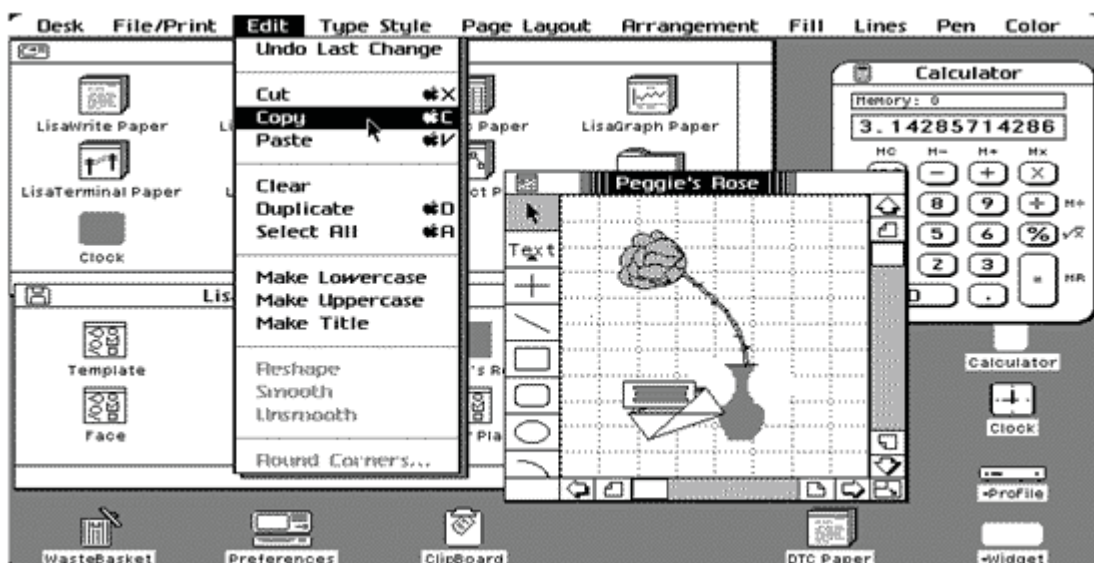 Desk File/Print Edit Type Style Page Layout Arrangement Fill Lines Pen Color
Undo Last Change
Cut X
Copy C
Paste V
Clear
Duplicate D
Select All A
Make Lowercase
Make Uppercase
Make Title
Reshape
Smooth
Unsmooth
Round Corners...
LisaWrite Paper
Paper
LisaGraph Paper
LisaTerminal Paper
Clock
Lis
Template
Face
Peggie's Rose
Text
Calculator
Memory: 0
3.14285714286
MC M- M+ Mx
- + ×
8 9 ÷ M÷
5 6 % √x
2 3 = MR
.
Calculator
Clock
ProFile
Widget
WasteBasket
Preferences
ClipBoard
DTC Paper